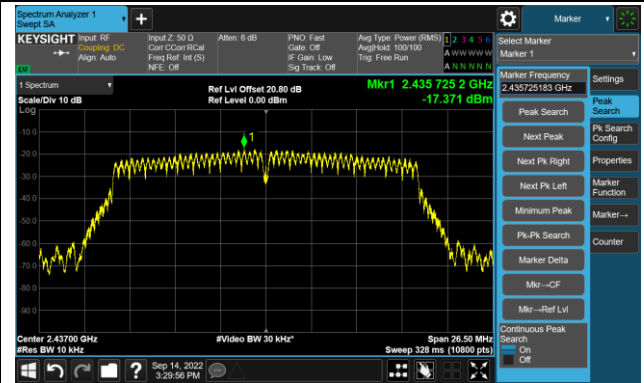 Spectrum Analyzer 1
Swept SA
Marker
KEYSIGHT Input: RF
Coupling: DC
Align: Auto
Input Z: 50 Ω
Corr CCorr RCal
Freq Ref: Int (S)
NFE: Off
Atten: 6 dB
PNO: Fast
Gate: Off
IF Gain: Low
Sig Track: Off
Avg Type: Power (RMS)
Avg|Hold: 100/100
Trig: Free Run
1 2 3 4 5 6
A W W W W W
A N N N N N
Select Marker
Marker 1
1 Spectrum
Scale/Div 10 dB
Log
Ref Lvl Offset 20.80 dB
Ref Level 0.00 dBm
Mkr1 2.435 725 2 GHz
-17.371 dBm
-10.0
-20.0
-30.0
-40.0
-50.0
-60.0
-70.0
-80.0
-90.0
1
Center 2.43700 GHz
#Res BW 10 kHz
#Video BW 30 kHz*
Span 26.50 MHz
Sweep 328 ms (10800 pts)
Marker Frequency
2.435725183 GHz
Peak Search
Next Peak
Next Pk Right
Next Pk Left
Minimum Peak
Pk-Pk Search
Marker Delta
Mkr→CF
Mkr→Ref Lvl
Continuous Peak
Search
On
Off
Settings
Peak
Search
Pk Search
Config
Properties
Marker
Function
Marker→
Counter
Sep 14, 2022
3:29:56 PM